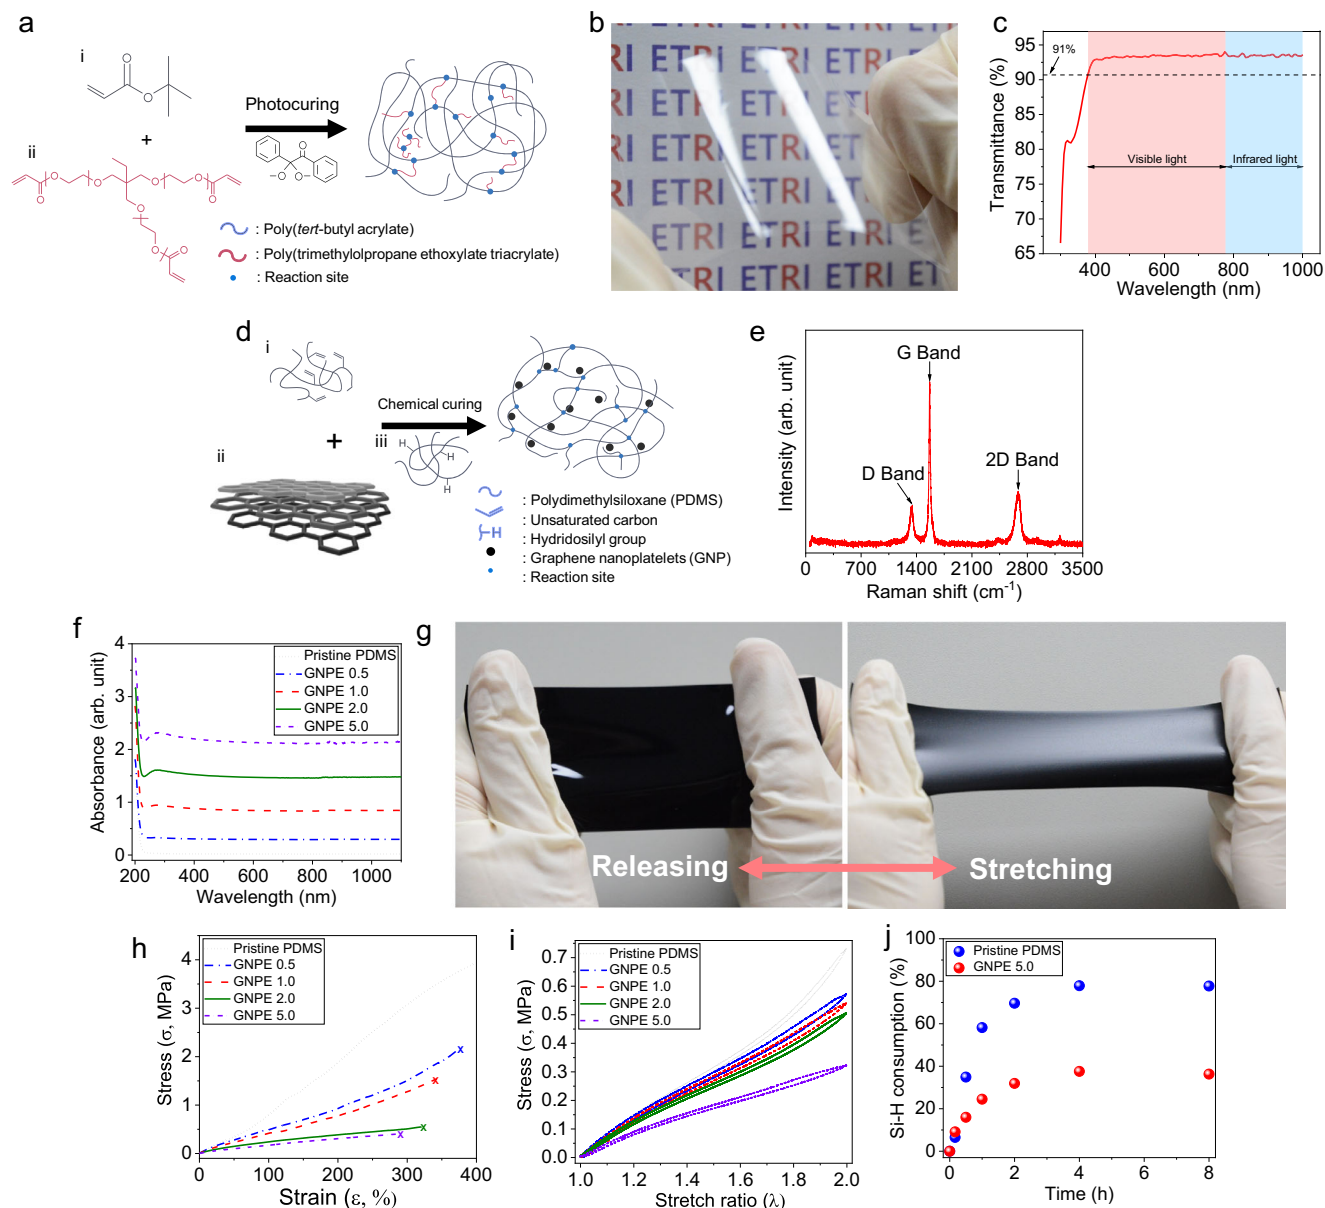 a
i
O
O
+
ii
Photocuring
O
O
O
O
O
O
O
O
O
O
O
O
: Poly(tert-butyl acrylate)
: Poly(trimethylolpropane ethoxylate triacrylate)
: Reaction site
b
ETRI ETRI ETRI
c
91%
Transmittance (%)
95
90
85
80
75
70
65
Visible light
Infrared light
400 600 800 1000
Wavelength (nm)
d
i
+
ii
Chemical curing
iii
H
H
H
: Polydimethylsiloxane (PDMS)
: Unsaturated carbon
H : Hydridosilyl group
: Graphene nanoplatelets (GNP)
: Reaction site
e
Intensity (arb. unit)
G Band
D Band
2D Band
0 700 1400 2100 2800 3500
Raman shift (cm⁻¹)
f
Absorbance (arb. unit)
4
3
2
1
0
Pristine PDMS
GNPE 0.5
GNPE 1.0
GNPE 2.0
GNPE 5.0
200 400 600 800 1000
Wavelength (nm)
g
Releasing
Stretching
h
Stress (σ, MPa)
4
3
2
1
0
Pristine PDMS
GNPE 0.5
GNPE 1.0
GNPE 2.0
GNPE 5.0
0 100 200 300 400
Strain (ε, %)
i
Stress (σ, MPa)
0.7
0.6
0.5
0.4
0.3
0.2
0.1
0.0
Pristine PDMS
GNPE 0.5
GNPE 1.0
GNPE 2.0
GNPE 5.0
1.0 1.2 1.4 1.6 1.8 2.0
Stretch ratio (λ)
j
Si-H consumption (%)
100
80
60
40
20
0
Pristine PDMS
GNPE 5.0
0 2 4 6 8
Time (h)